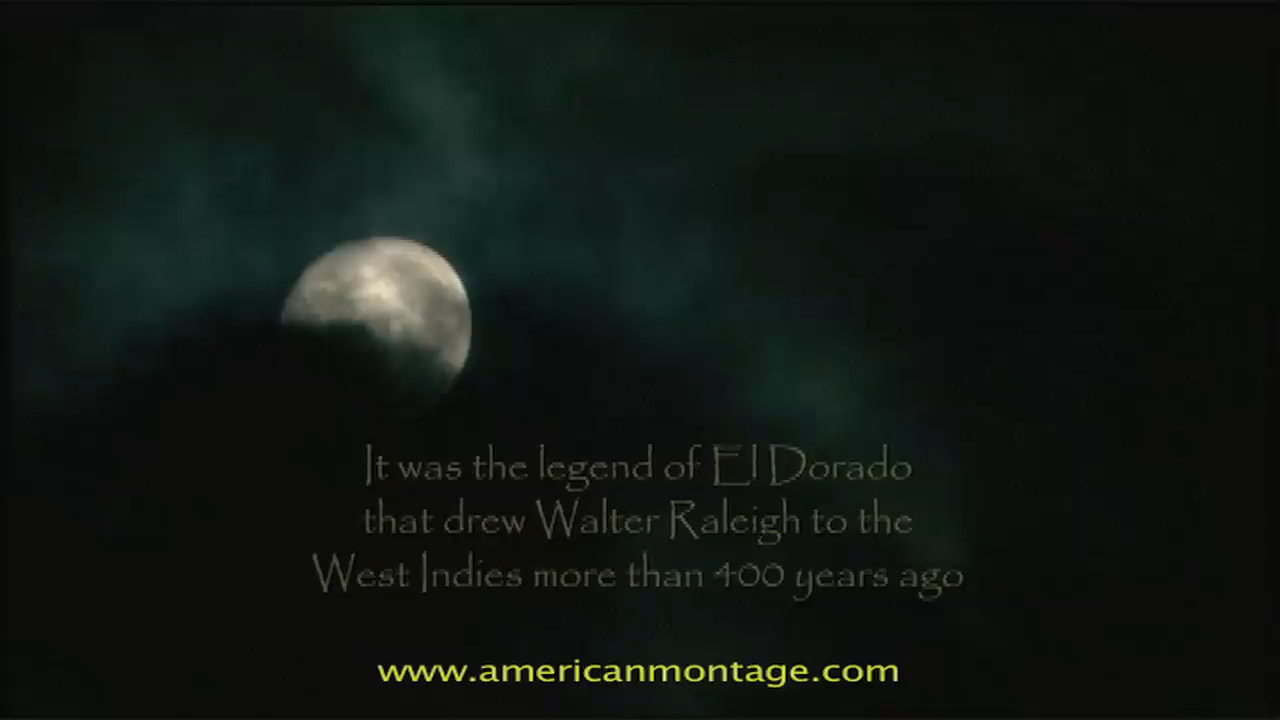 It was the legend of El Dorado
that drew Walter Raleigh to the
West Indies more than 400 years ago
www.americanmontage.com